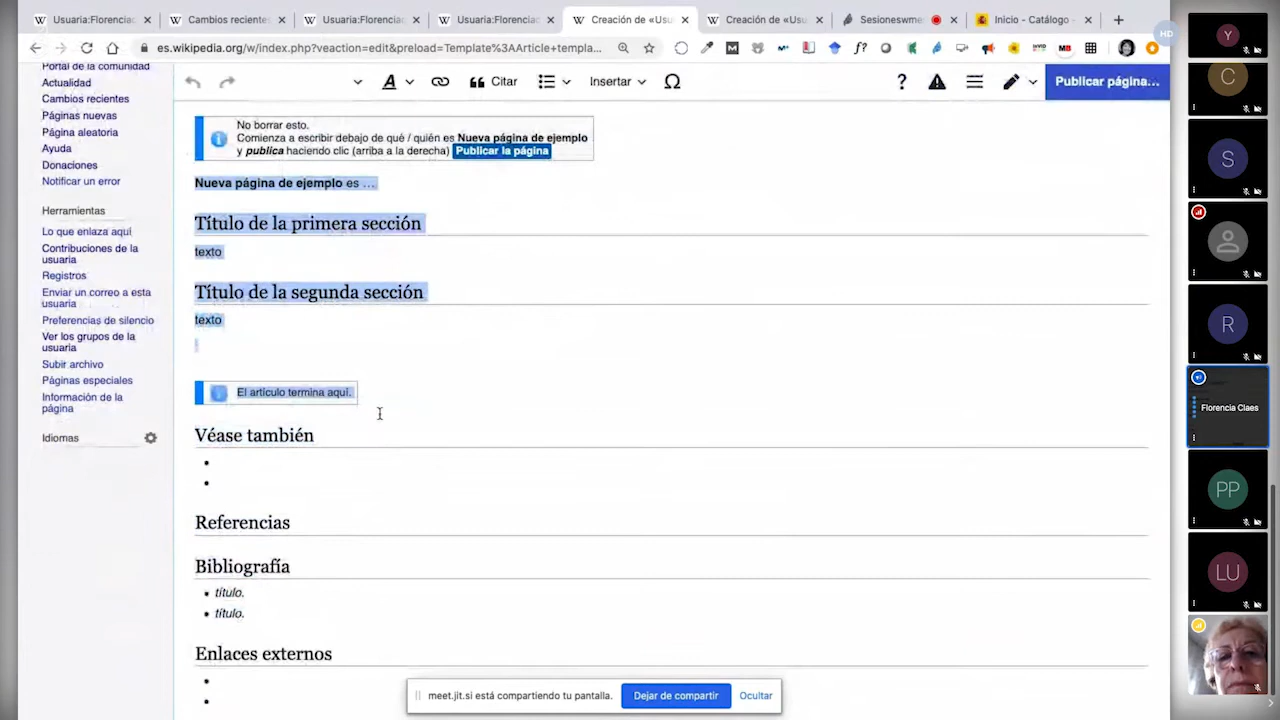 Usuaria:Florenciac
Cambios recientes
Usuaria:Florenciac
Usuaria:Florenciac
Creación de «Usu
Creación de «Usu
Sesioneswme
Inicio - Catálogo
es.wikipedia.org/w/index.php?veaction=edit&preload=Template%3AArticle+templa...
HD
Portal de la comunidad
Actualidad
Cambios recientes
Páginas nuevas
Página aleatoria
Ayuda
Donaciones
Notificar un error
Herramientas
Lo que enlaza aquí
Contribuciones de la
usuaria
Registros
Enviar un correo a esta
usuaria
Preferencias de silencio
Ver los grupos de la
usuaria
Subir archivo
Páginas especiales
Información de la
página
Idiomas
A
Citar
Insertar
Ω
?
Publicar página...
No borrar esto.
Comienza a escribir debajo de qué / quién es Nueva página de ejemplo
y publica haciendo clic (arriba a la derecha) Publicar la página
Nueva página de ejemplo es ...
Título de la primera sección
texto
Título de la segunda sección
texto
El artículo termina aquí.
Véase también
Referencias
Bibliografía
título.
título.
Enlaces externos
meet.jit.si está compartiendo tu pantalla.
Dejar de compartir
Ocultar
Y
C
S
R
Florencia Claes
PP
LU